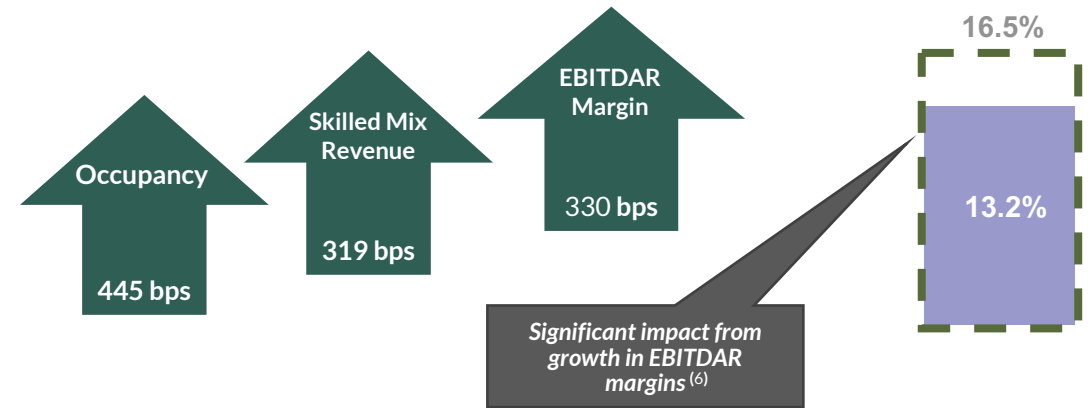 Occupancy
445 bps
Skilled Mix
Revenue
319 bps
EBITDAR
Margin
330 bps
Significant impact from
growth in EBITDAR
margins (6)
16.5%
13.2%